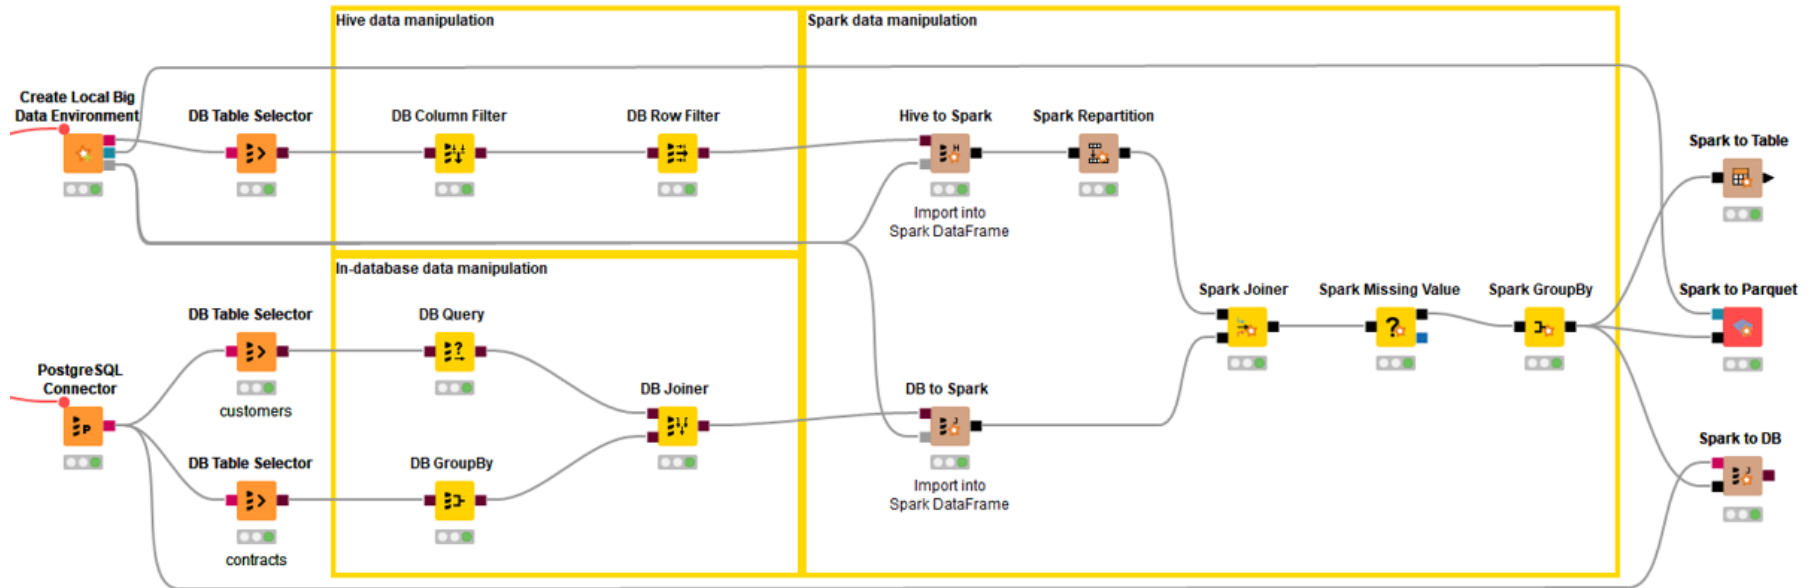 Hive data manipulation
Spark data manipulation
Create Local Big
Data Environment
DB Table Selector
DB Column Filter
DB Row Filter
Hive to Spark
Spark Repartition
Import into
Spark DataFrame
Spark to Table
In-database data manipulation
DB Table Selector
customers
DB Query
PostgreSQL
Connector
DB Table Selector
contracts
DB GroupBy
DB Joiner
DB to Spark
Import into
Spark DataFrame
Spark Joiner
Spark Missing Value
Spark GroupBy
Spark to Parquet
Spark to DB